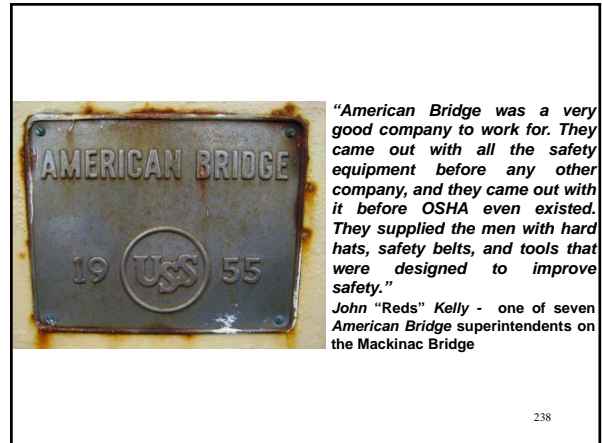 AMERICAN BRIDGE
19 USS 55
“American Bridge was a very
good company to work for. They
came out with all the safety
equipment before any other
company, and they came out with
it before OSHA even existed.
They supplied the men with hard
hats, safety belts, and tools that
were designed to improve
safety.”
John “Reds” Kelly - one of seven
American Bridge superintendents on
the Mackinac Bridge
238